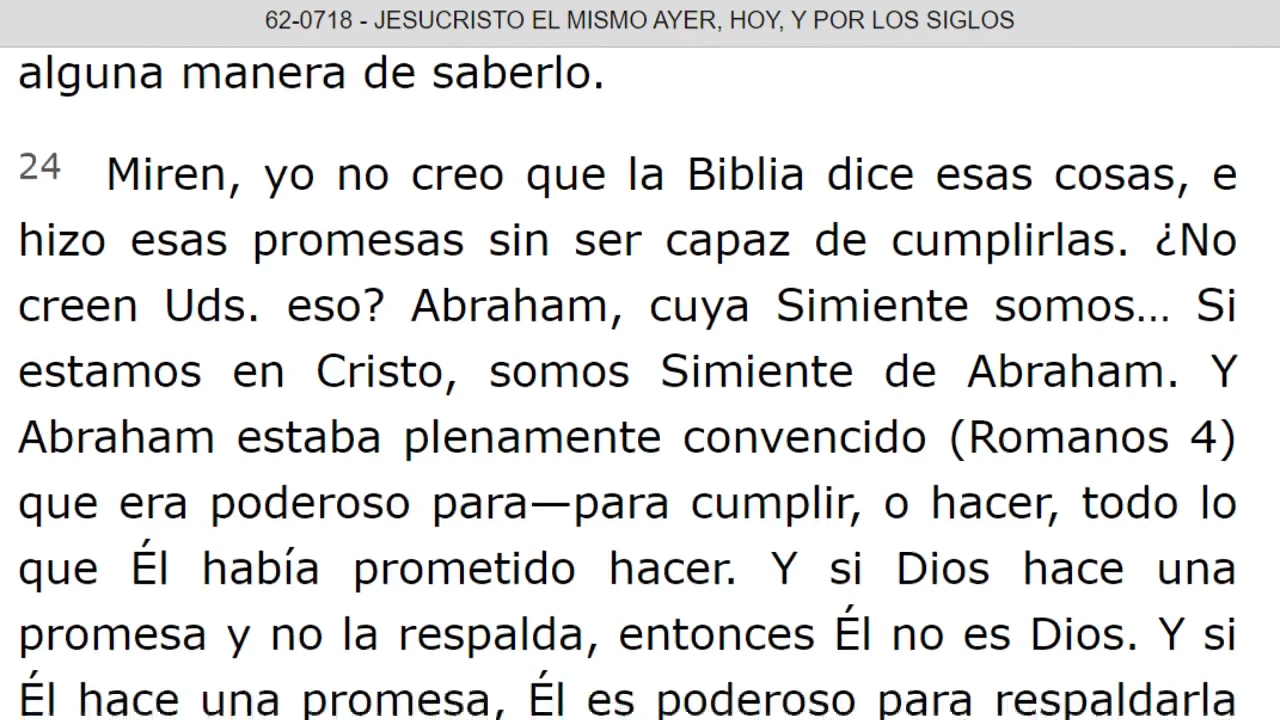 62-0718 - JESUCRISTO EL MISMO AYER, HOY, Y POR LOS SIGLOS
alguna manera de saberlo.
24 Miren, yo no creo que la Biblia dice esas cosas, e
hizo esas promesas sin ser capaz de cumplirlas. ¿No
creen Uds. eso? Abraham, cuya Simiente somos... Si
estamos en Cristo, somos Simiente de Abraham. Y
Abraham estaba plenamente convencido (Romanos 4)
que era poderoso para—para cumplir, o hacer, todo lo
que Él había prometido hacer. Y si Dios hace una
promesa y no la respalda, entonces Él no es Dios. Y si
Él hace una promesa, Él es poderoso para respaldarla